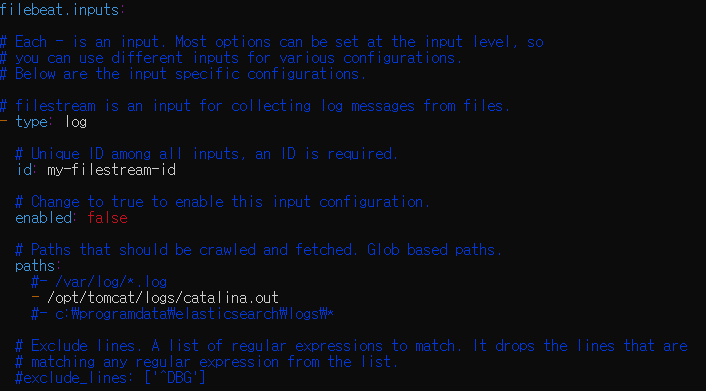 filebeat.inputs:
# Each - is an input. Most options can be set at the input level, so
# you can use different inputs for various configurations.
# Below are the input specific configurations.
# filestream is an input for collecting log messages from files.
- type: log
# Unique ID among all inputs, an ID is required.
id: my-filestream-id
# Change to true to enable this input configuration.
enabled: false
# Paths that should be crawled and fetched. Glob based paths.
paths:
#- /var/log/*.log
- /opt/tomcat/logs/catalina.out
#- c:₩programdata₩elasticsearch₩logs₩*
# Exclude lines. A list of regular expressions to match. It drops the lines that are
# matching any regular expression from the list.
#exclude_lines: ['^DBG']